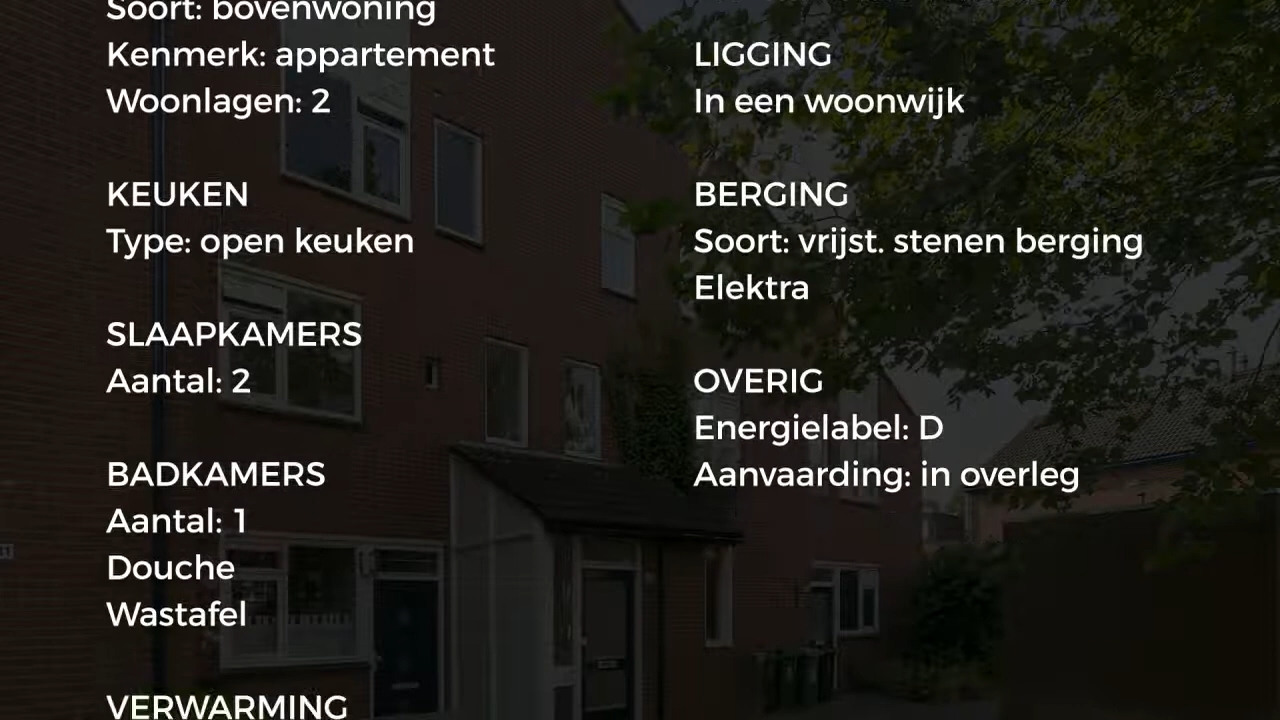 Soort: bovenwoning
Kenmerk: appartement
Woonlagen: 2
KEUKEN
Type: open keuken
SLAAPKAMERS
Aantal: 2
BADKAMERS
Aantal: 1
Douche
Wastafel
VERWARMING
LIGGING
In een woonwijk
BERGING
Soort: vrijst. stenen berging
Elektra
OVERIG
Energielabel: D
Aanvaarding: in overleg